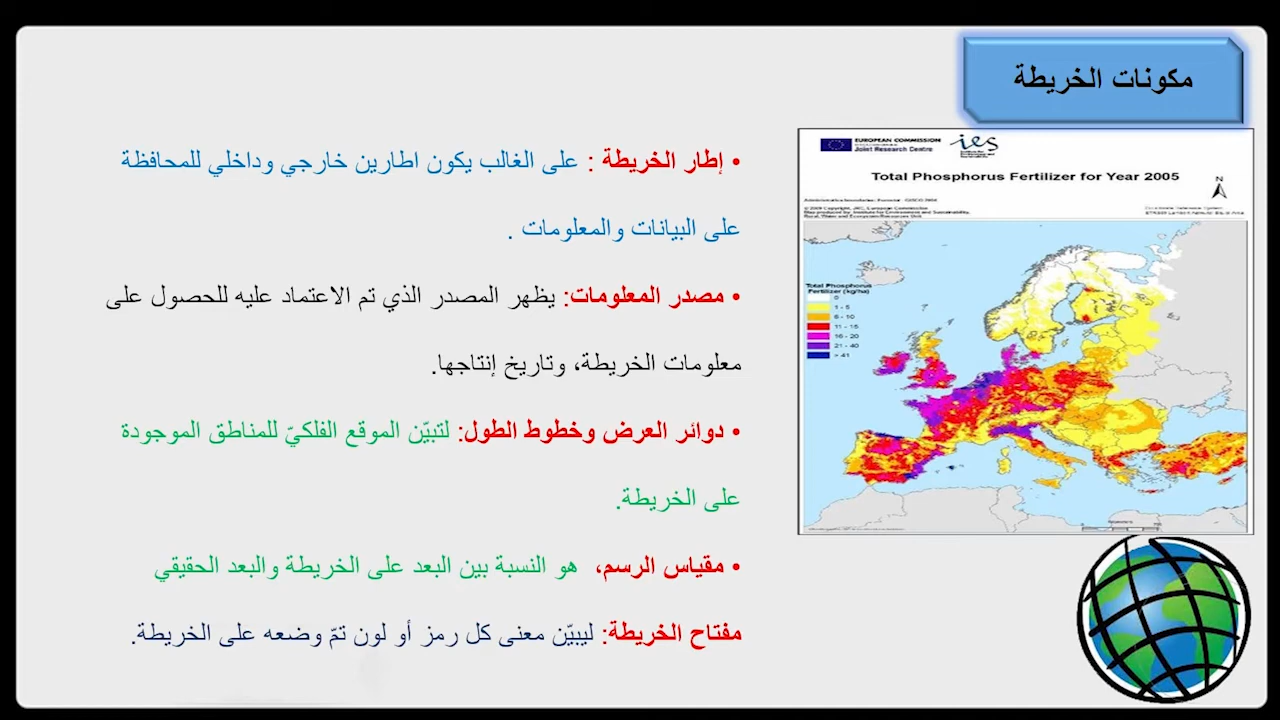 مكونات الخريطة
• إطار الخريطة : على الغالب يكون اطارين خارجي وداخلي للمحافظة
على البيانات والمعلومات .
• مصدر المعلومات: يظهر المصدر الذي تم الاعتماد عليه للحصول على
معلومات الخريطة، وتاريخ إنتاجها.
• دوائر العرض وخطوط الطول: لتبيّن الموقع الفلكيّ للمناطق الموجودة
على الخريطة.
• مقياس الرسم، هو النسبة بين البعد على الخريطة والبعد الحقيقي
مفتاح الخريطة: ليبيّن معنى كل رمز أو لون تمّ وضعه على الخريطة.
EUROPEAN COMMISSION
Joint Research Centre
ies
Total Phosphorus Fertilizer for Year 2005
N
Total Phosphorus
Fertilizer (kg/ha)
0
1 - 5
6 - 10
11 - 15
16 - 20
21 - 40
> 41